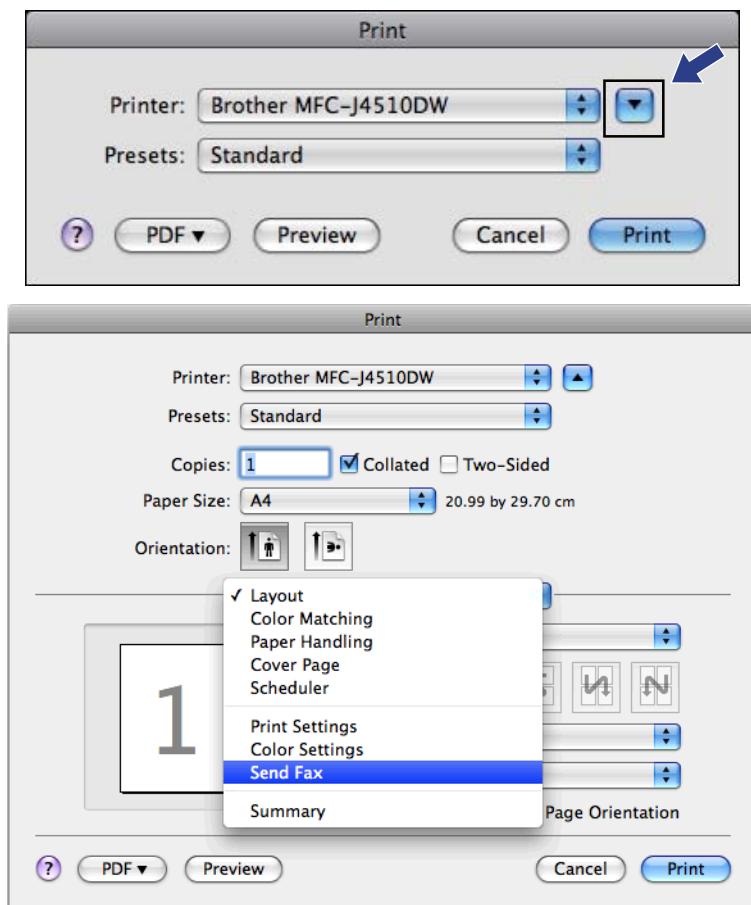 Print
Printer: Brother MFC-J4510DW
Presets: Standard
? PDF▼ Preview Cancel Print
Print
Printer: Brother MFC-J4510DW
Presets: Standard
Copies: 1 Collated Two-Sided
Paper Size: A4 20.99 by 29.70 cm
Orientation:
✓ Layout
Color Matching
Paper Handling
Cover Page
Scheduler
Print Settings
Color Settings
Send Fax
Summary
1
Page Orientation
? PDF▼ Preview Cancel Print